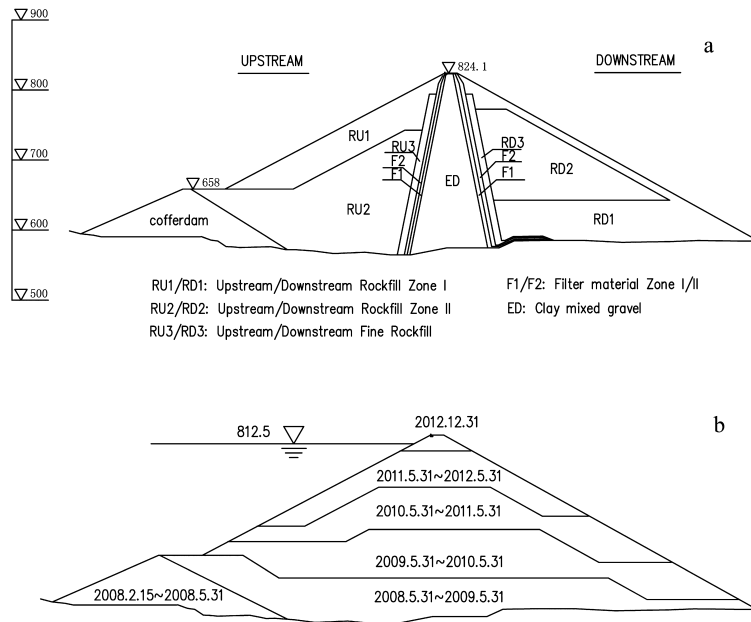 900
a
UPSTREAM
DOWNSTREAM
824.1
800
RU1
RU3
RD3
F2
F2
700
F1
F1
ED
RD2
658
RU2
cofferdam
RD1
600
RU1/RD1: Upstream/Downstream Rockfill Zone I
F1/F2: Filter material Zone I/II
RU2/RD2: Upstream/Downstream Rockfill Zone II
ED: Clay mixed gravel
500
RU3/RD3: Upstream/Downstream Fine Rockfill
b
2012.12.31
812.5
2011.5.31~2012.5.31
2010.5.31~2011.5.31
2009.5.31~2010.5.31
2008.2.15~2008.5.31
2008.5.31~2009.5.31